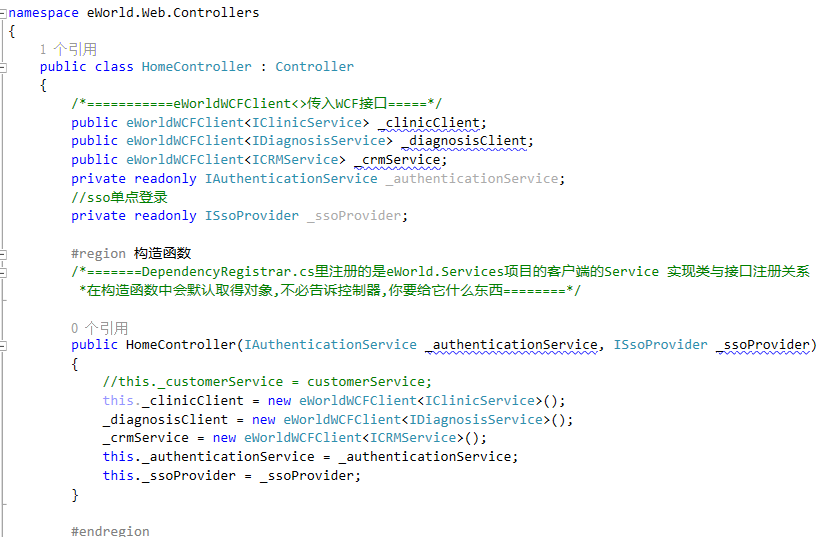 namespace eWorld.Web.Controllers
{
1 个引用
public class HomeController : Controller
{
/*===========eWorldWCFClient<>传入WCF接口=====*/
public eWorldWCFClient<IClinicService> _clinicClient;
public eWorldWCFClient<IDiagnosisService> _diagnosisClient;
public eWorldWCFClient<ICRMService> _crmService;
private readonly IAuthenticationService _authenticationService;
//sso单点登录
private readonly ISsoProvider _ssoProvider;
#region 构造函数
/*=======DependencyRegistrar.cs里注册的是eWorld.Services项目的客户端的Service 实现类与接口注册关系
*在构造函数中会默认取得对象,不必告诉控制器,你要给它什么东西========*/
0 个引用
public HomeController(IAuthenticationService _authenticationService, ISsoProvider _ssoProvider)
{
//this._customerService = customerService;
this._clinicClient = new eWorldWCFClient<IClinicService>();
_diagnosisClient = new eWorldWCFClient<IDiagnosisService>();
_crmService = new eWorldWCFClient<ICRMService>();
this._authenticationService = _authenticationService;
this._ssoProvider = _ssoProvider;
}
#endregion